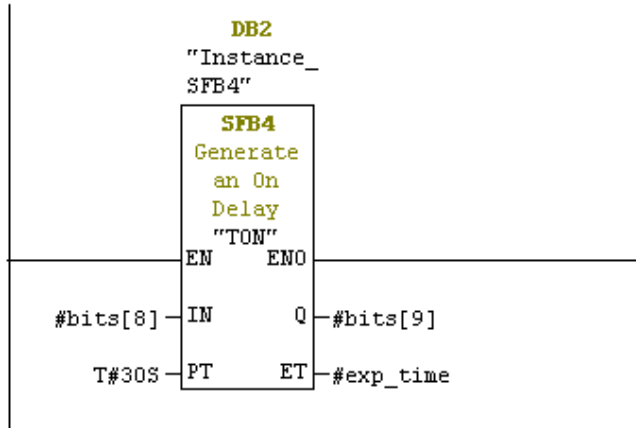 DB2
"Instance_
SFB4"
SFB4
Generate
an On
Delay
"TON"
EN ENO
#bits[8] IN Q #bits[9]
T#30S PT ET #exp_time